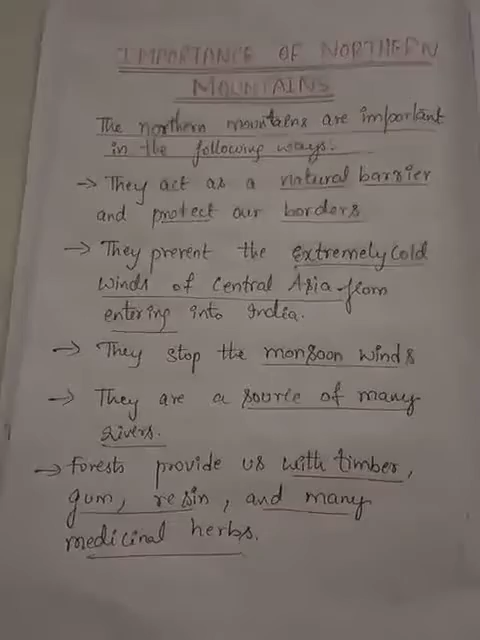 IMPORTANCE OF NORTHERN
MOUNTAINS
The northern mountains are important
in the following ways.
→ They act as a natural barrier
and protect our borders
→ They prevent the extremely cold
winds of Central Asia from
entering into India.
→ They stop the monsoon winds
→ They are a source of many
rivers.
→ Forests provide us with timber,
gum, resin, and many
medicinal herbs.